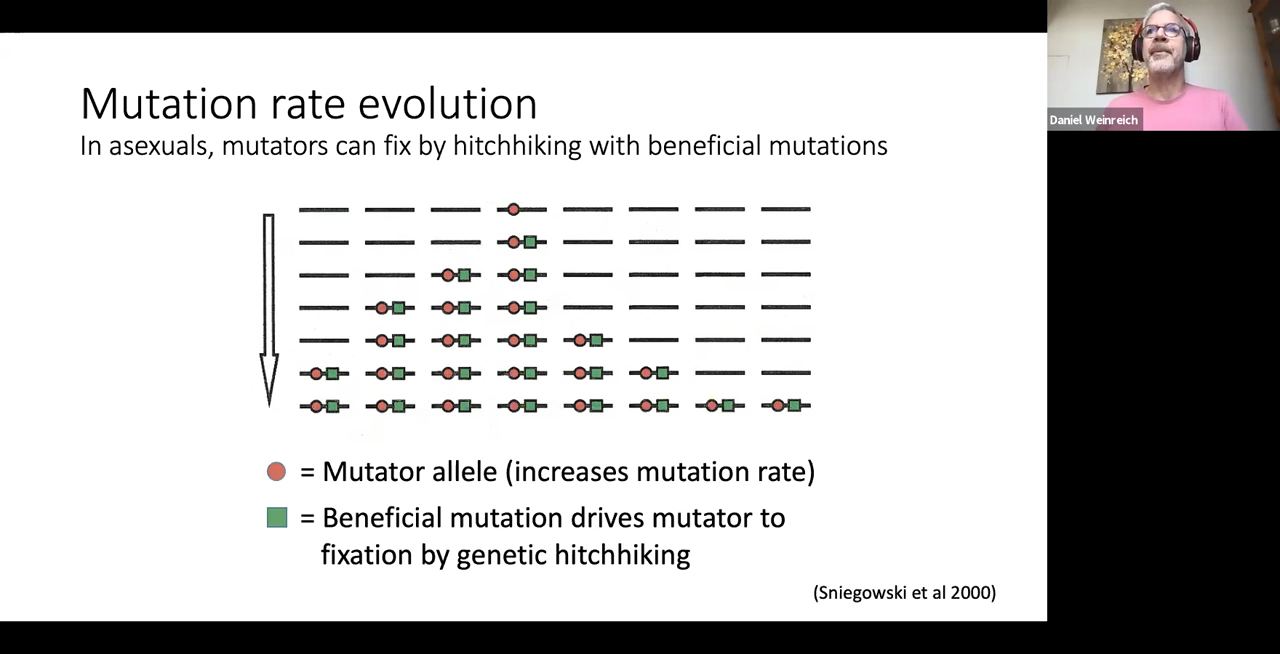 Mutation rate evolution
In asexuals, mutators can fix by hitchhiking with beneficial mutations
= Mutator allele (increases mutation rate)
= Beneficial mutation drives mutator to
fixation by genetic hitchhiking
(Sniegowski et al 2000)
Daniel Weinreich